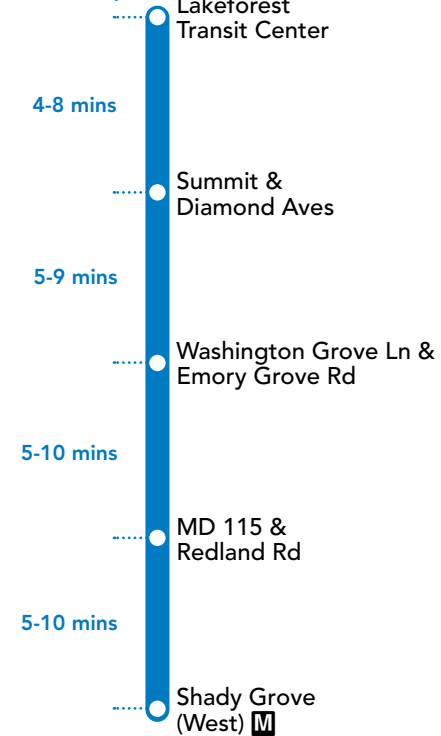 Lakeforest
Transit Center
4-8 mins
Summit &
Diamond Aves
5-9 mins
Washington Grove Ln &
Emory Grove Rd
5-10 mins
MD 115 &
Redland Rd
5-10 mins
Shady Grove
(West) M